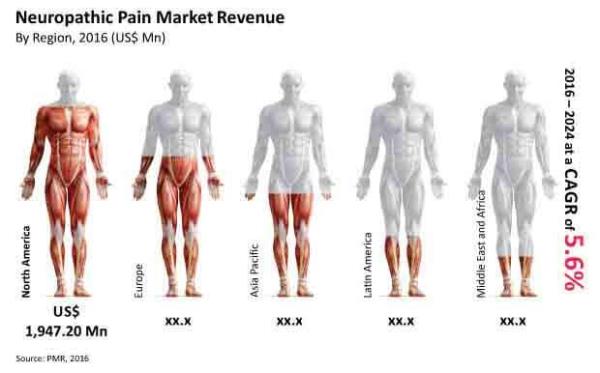 Neuropathic Pain Market Revenue
By Region, 2016 (US$ Mn)
North America
US$
1,947.20 Mn
Europe
xx.x
Asia Pacific
xx.x
Latin America
xx.x
Middle East and Africa
xx.x
2016 – 2024 at a CAGR of 5.6%
Source: PMR, 2016